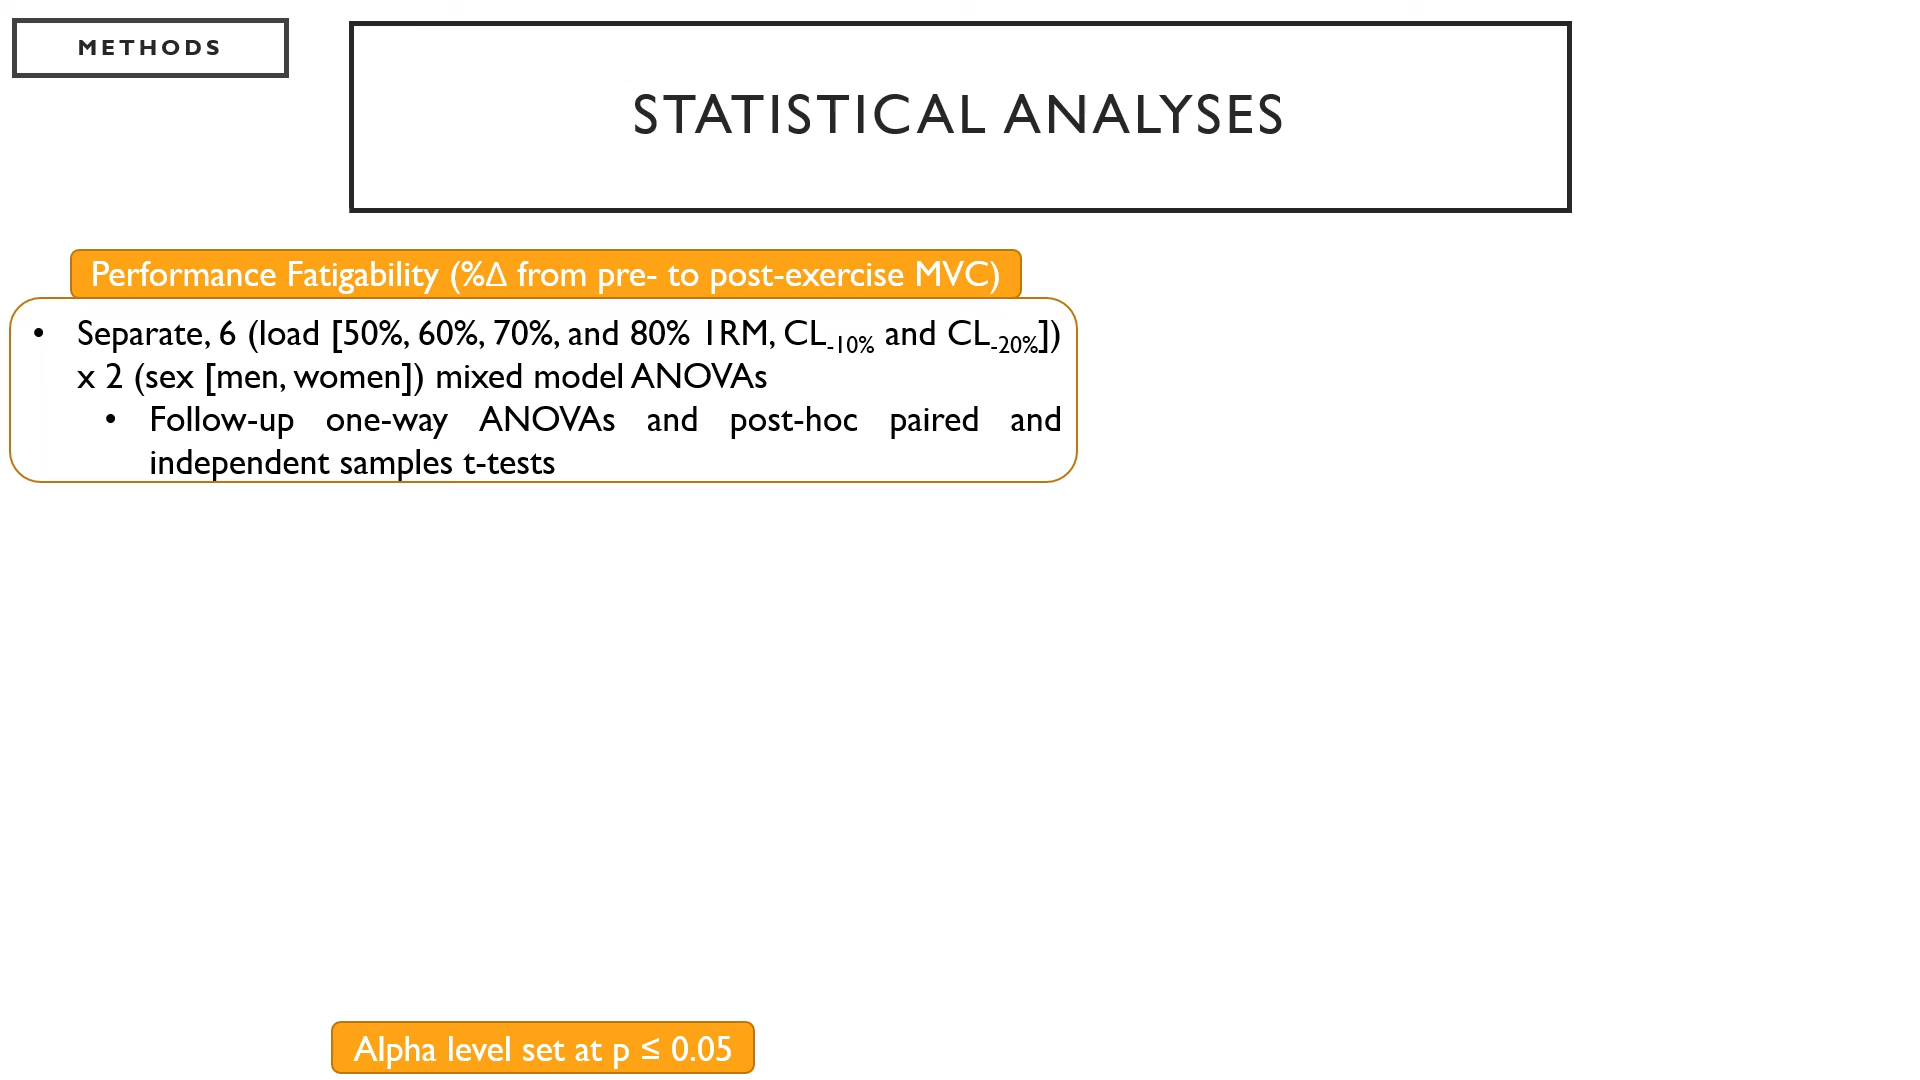 METHODS
STATISTICAL ANALYSES
Performance Fatigability (%Δ from pre- to post-exercise MVC)
• Separate, 6 (load [50%, 60%, 70%, and 80% 1RM, CL-10% and CL-20%])
x 2 (sex [men, women]) mixed model ANOVAs
• Follow-up one-way ANOVAs and post-hoc paired and
independent samples t-tests
Alpha level set at p ≤ 0.05